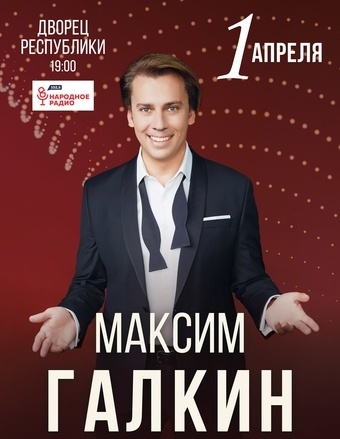 ДВОРЕЦ
РЕСПУБЛИКИ
19:00
НАРОДНОЕ
РАДИО
1 АПРЕЛЯ
МАКСИМ
ГАЛКИН